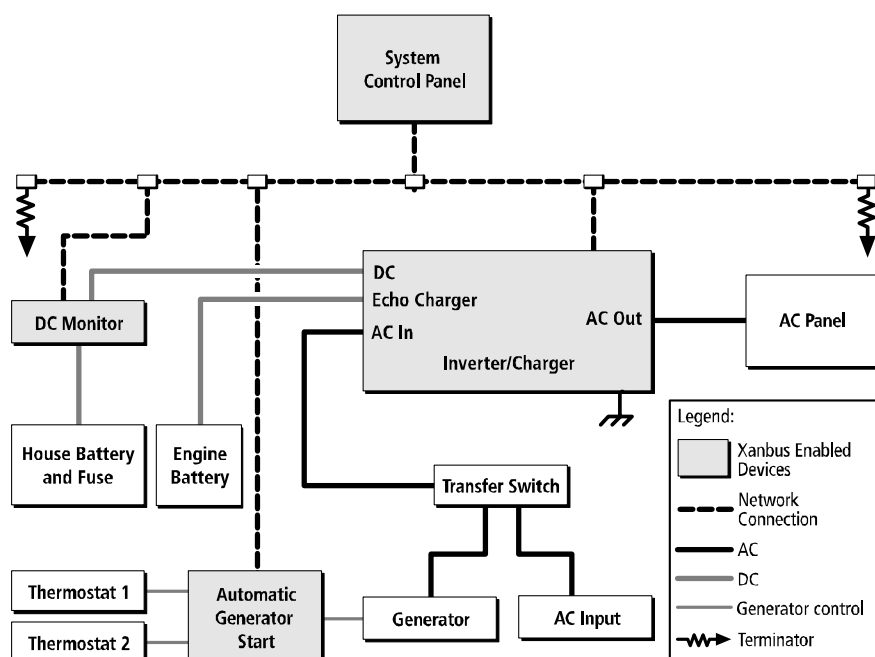 System
Control Panel
DC
Echo Charger
AC In
AC Out
Inverter/Charger
DC Monitor
AC Panel
House Battery
and Fuse
Engine
Battery
Transfer Switch
Thermostat 1
Thermostat 2
Automatic
Generator
Start
Generator
AC Input
Legend:
Xanbus Enabled
Devices
Network
Connection
AC
DC
Generator control
Terminator